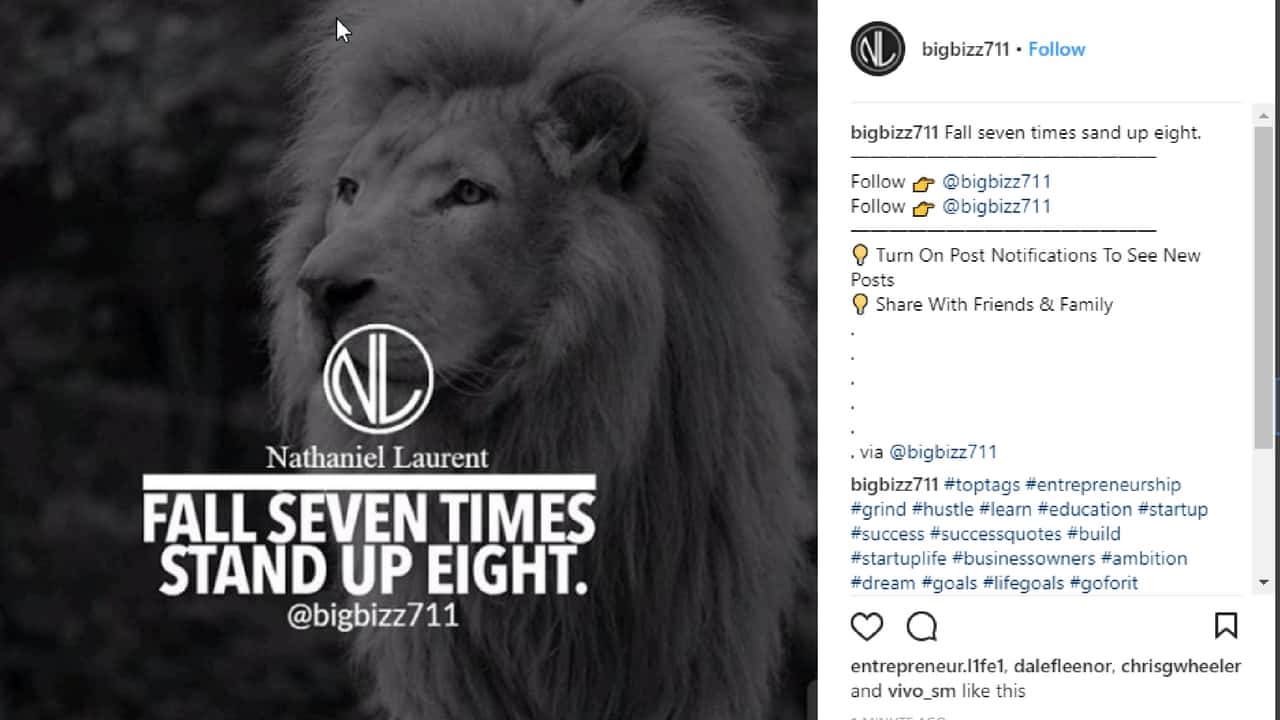 NL
Nathaniel Laurent
FALL SEVEN TIMES
STAND UP EIGHT.
@bigbizz711
NL
bigbizz711 • Follow
bigbizz711 Fall seven times sand up eight.
Follow 👉 @bigbizz711
Follow 👉 @bigbizz711
💡 Turn On Post Notifications To See New
Posts
💡 Share With Friends & Family
.
.
.
.
.
. via @bigbizz711
bigbizz711 #toptags #entrepreneurship
#grind #hustle #learn #education #startup
#success #successquotes #build
#startuplife #businessowners #ambition
#dream #goals #lifegoals #goforit
entrepreneur.l1fe1, dalefleenor, chrisgwheeler
and vivo_sm like this